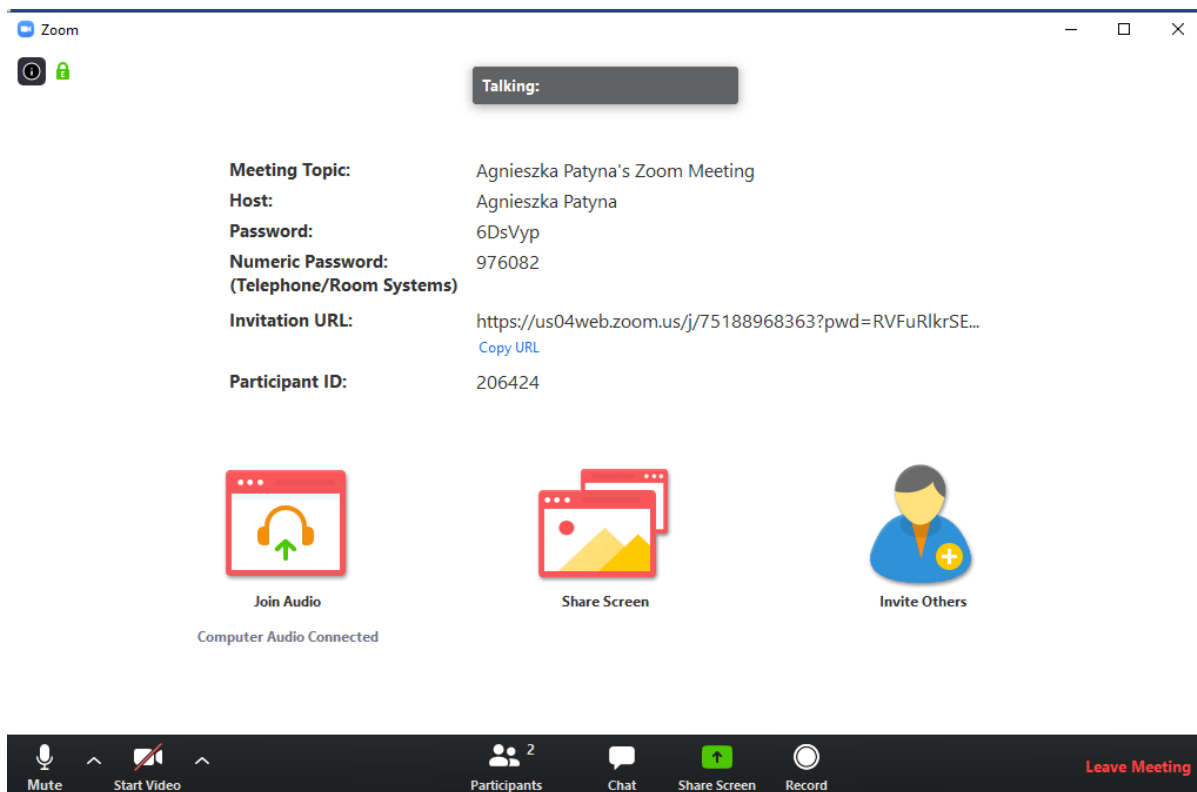 Zoom
Talking:
Meeting Topic: Agnieszka Patyna's Zoom Meeting
Host: Agnieszka Patyna
Password: 6DsVyp
Numeric Password: 976082
(Telephone/Room Systems)
Invitation URL: https://us04web.zoom.us/j/75188968363?pwd=RVFuRlkrSE...
Copy URL
Participant ID: 206424
Join Audio Share Screen Invite Others
Computer Audio Connected
2
Mute Start Video Participants Chat Share Screen Record Leave Meeting